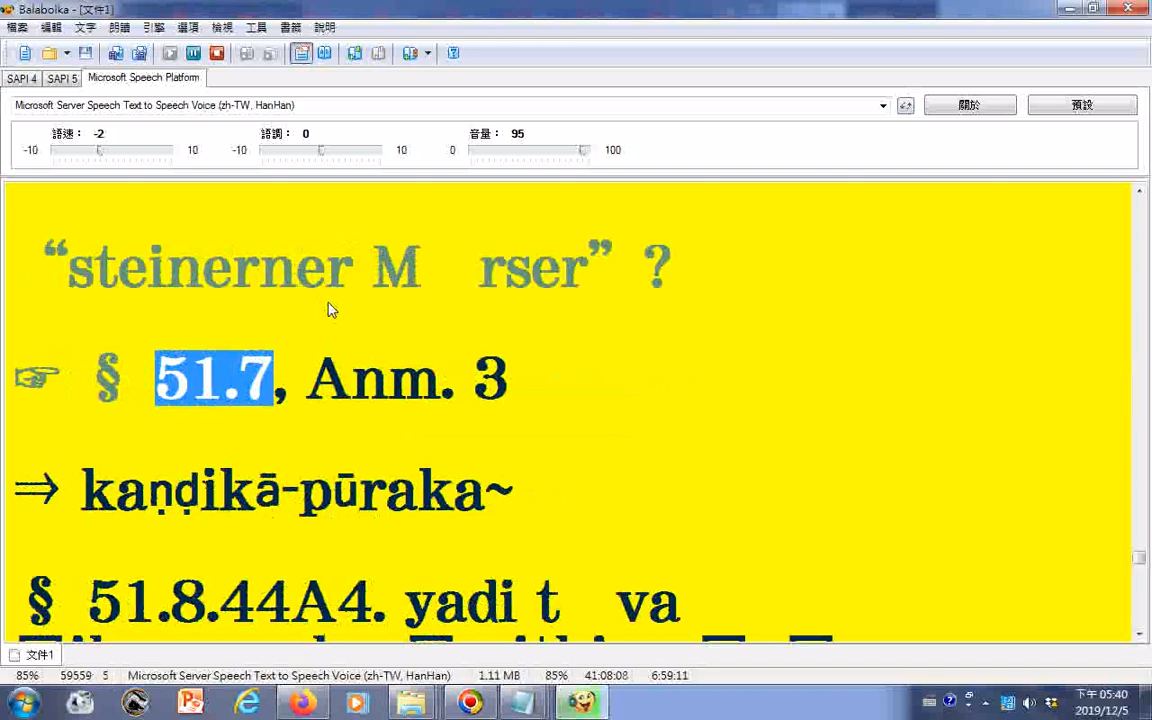 Balabolka - [文件1]
檔案 編輯 文字 朗讀 引擎 選項 檢視 工具 書籤 說明
SAPI 4 SAPI 5 Microsoft Speech Platform
Microsoft Server Speech Text to Speech Voice (zh-TW, HanHan) 關於 預設
語速： -2 語調： 0 音量： 95
-10 10 -10 10 0 100
“steinerner M rser” ?
☞ § 51.7, Anm. 3
⇒ kaṇḍikā-pūraka~
§ 51.8.44A4. yadi t va
文件1
85% 59559 5 Microsoft Server Speech Text to Speech Voice (zh-TW, HanHan) 1.11 MB 85% 41:08:08 6:59:11
下午 05:40
2019/12/5